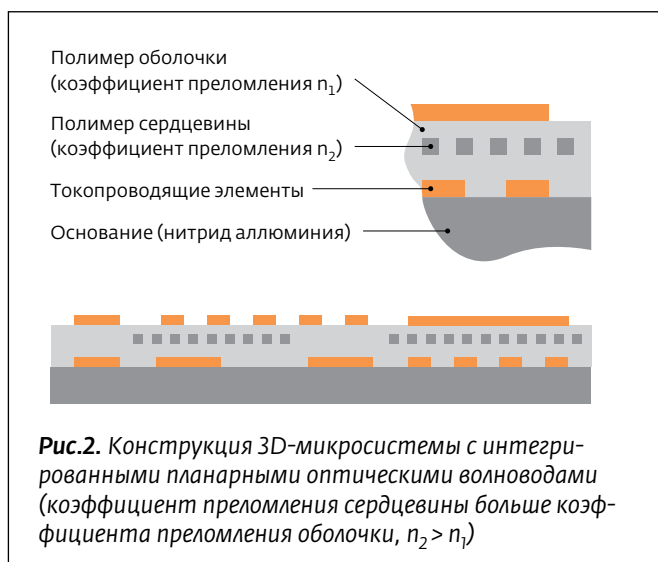 Полимер оболочки
(коэффициент преломления n₁)
Полимер сердцевины
(коэффициент преломления n₂)
Токопроводящие элементы
Основание (нитрид аллюминия)
Рис.2. Конструкция 3D-микросистемы с интегри-
рованными планарными оптическими волноводами
(коэффициент преломления сердцевины больше коэф-
фициента преломления оболочки, n₂ > n₁)